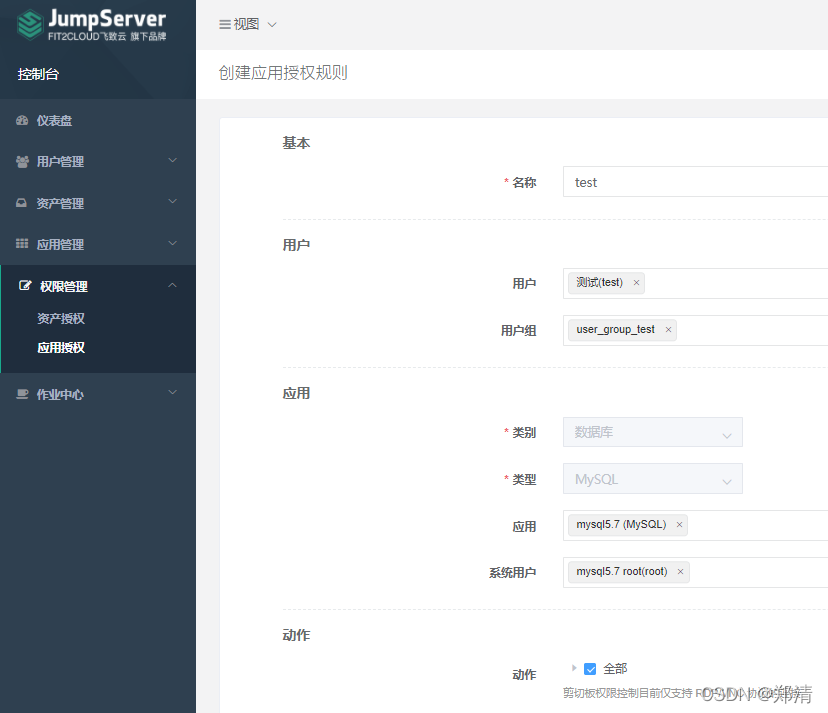 JumpServer
FIT2CLOUD飞致云 旗下品牌
控制台
仪表盘
用户管理
资产管理
应用管理
权限管理
资产授权
应用授权
作业中心
视图
创建应用授权规则
基本
* 名称 test
用户
用户 测试(test) ×
用户组 user_group_test ×
应用
* 类别 数据库
* 类型 MySQL
应用 mysql5.7 (MySQL) ×
系统用户 mysql5.7 root(root) ×
动作
动作 全部
剪切板权限控制目前仅支持
CSDN @郑清